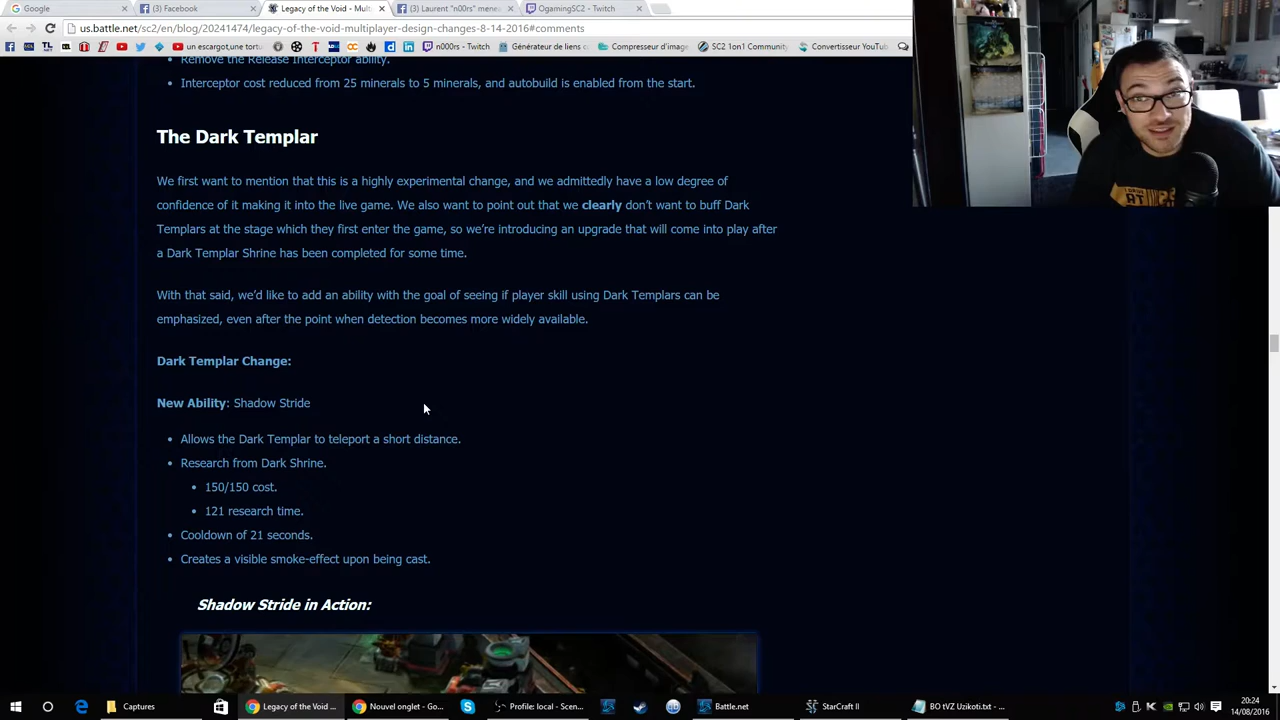 Google
(3) Facebook
Legacy of the Void - Mult
(3) Laurent "n00rs" mene
OgamingSC2 - Twitch
us.battle.net/sc2/en/blog/20241474/legacy-of-the-void-multiplayer-design-changes-8-14-2016#comments
un escargot,une tortu
n000rs - Twitch
Générateur de liens c
Compresseur d'image
SC2 1on1 Community
Convertisseur YouTub
Remove the Release Interceptor ability.
Interceptor cost reduced from 25 minerals to 5 minerals, and autobuild is enabled from the start.
The Dark Templar
We first want to mention that this is a highly experimental change, and we admittedly have a low degree of
confidence of it making it into the live game. We also want to point out that we clearly don't want to buff Dark
Templars at the stage which they first enter the game, so we're introducing an upgrade that will come into play after
a Dark Templar Shrine has been completed for some time.
With that said, we'd like to add an ability with the goal of seeing if player skill using Dark Templars can be
emphasized, even after the point when detection becomes more widely available.
Dark Templar Change:
New Ability: Shadow Stride
Allows the Dark Templar to teleport a short distance.
Research from Dark Shrine.
150/150 cost.
121 research time.
Cooldown of 21 seconds.
Creates a visible smoke-effect upon being cast.
Shadow Stride in Action:
Captures
Legacy of the Void ...
Nouvel onglet - Go...
Profile: local - Scen...
Battle.net
StarCraft II
BO tVZ Uzikoti.txt - ...
20:24
14/08/2016